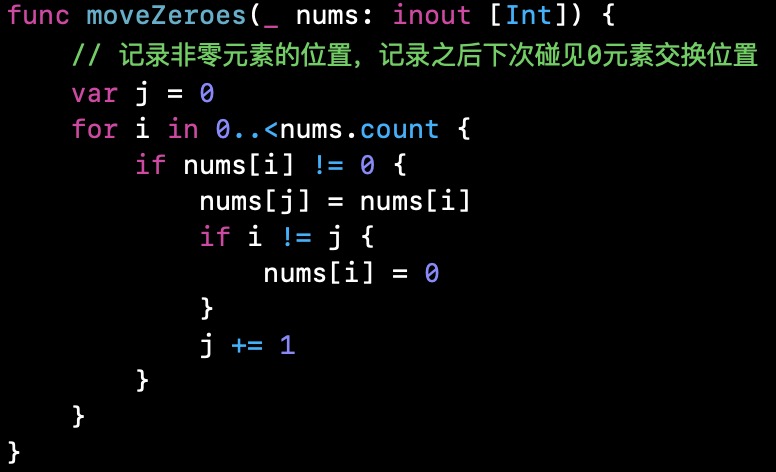 func moveZeroes(_ nums: inout [Int]) {
    // 记录非零元素的位置，记录之后下次碰见0元素交换位置
    var j = 0
    for i in 0..<nums.count {
        if nums[i] != 0 {
            nums[j] = nums[i]
            if i != j {
                nums[i] = 0
            }
            j += 1
        }
    }
}